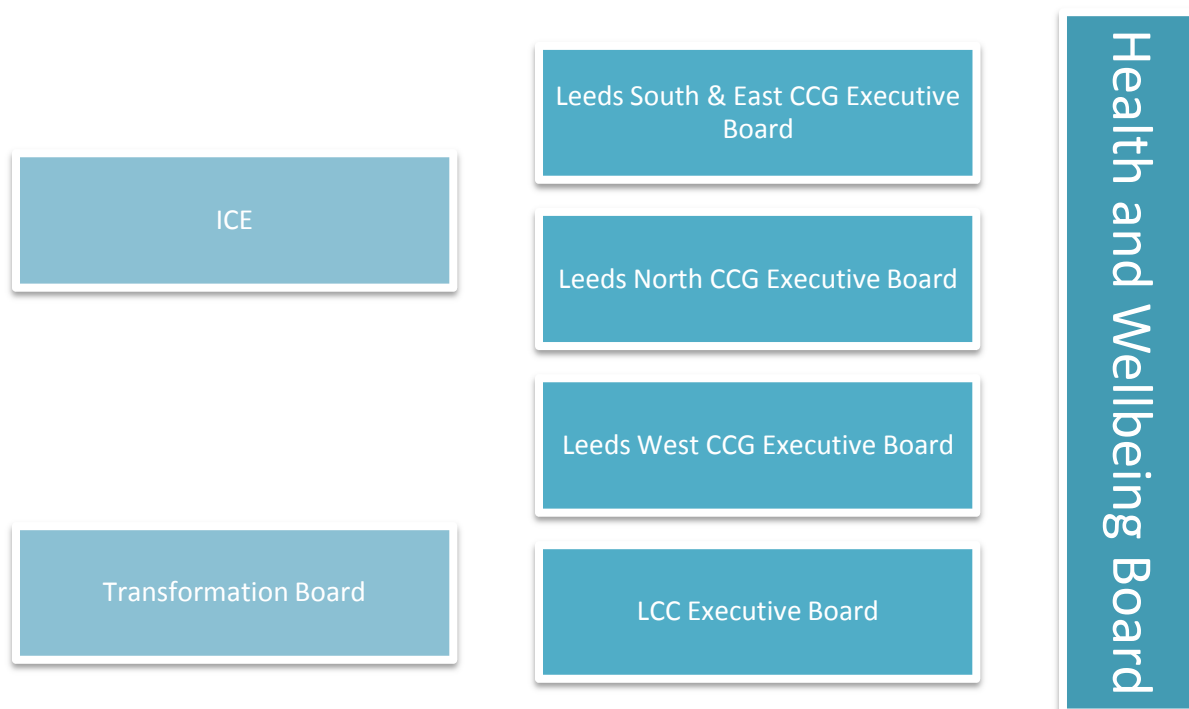 ICE
Transformation Board
Leeds South & East CCG Executive
Board
Leeds North CCG Executive Board
Leeds West CCG Executive Board
LCC Executive Board
Health and Wellbeing Board